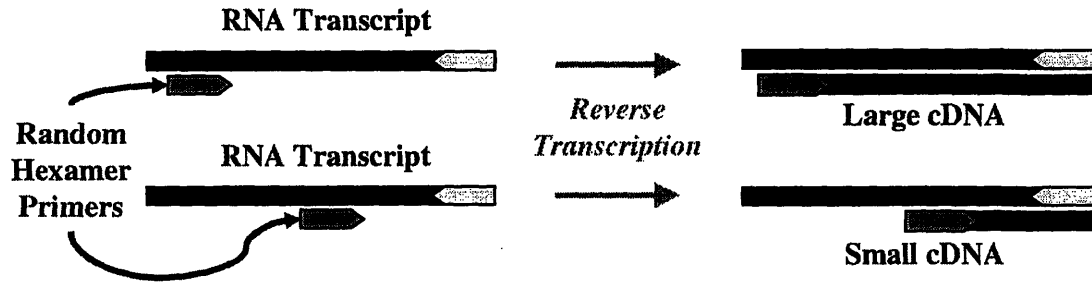 RNA Transcript
Random
Hexamer
Primers
RNA Transcript
Reverse
Transcription
Large cDNA
Small cDNA